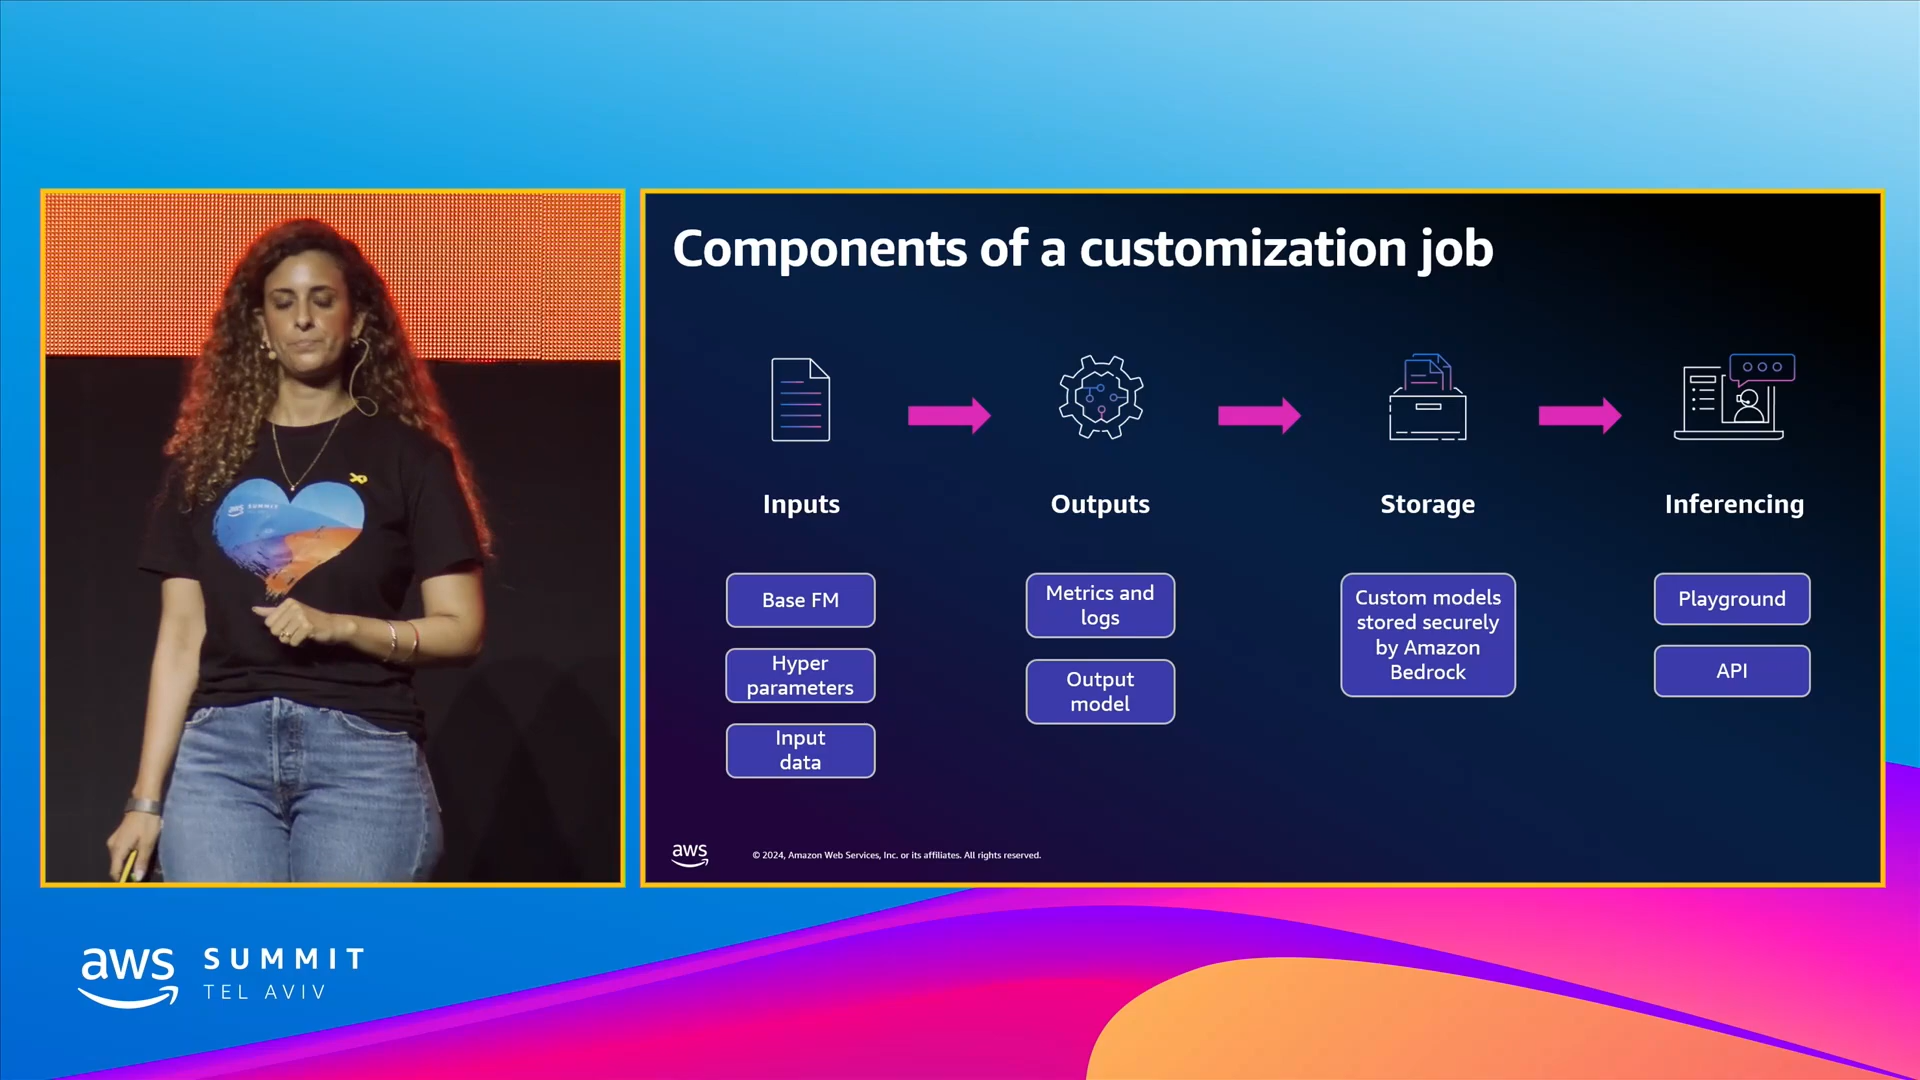 Components of a customization job
Inputs
Outputs
Storage
Inferencing
Base FM
Hyper
parameters
Input
data
Metrics and
logs
Output
model
Custom models
stored securely
by Amazon
Bedrock
Playground
API
aws
© 2024, Amazon Web Services, Inc. or its affiliates. All rights reserved.
aws SUMMIT
aws SUMMIT
TEL AVIV